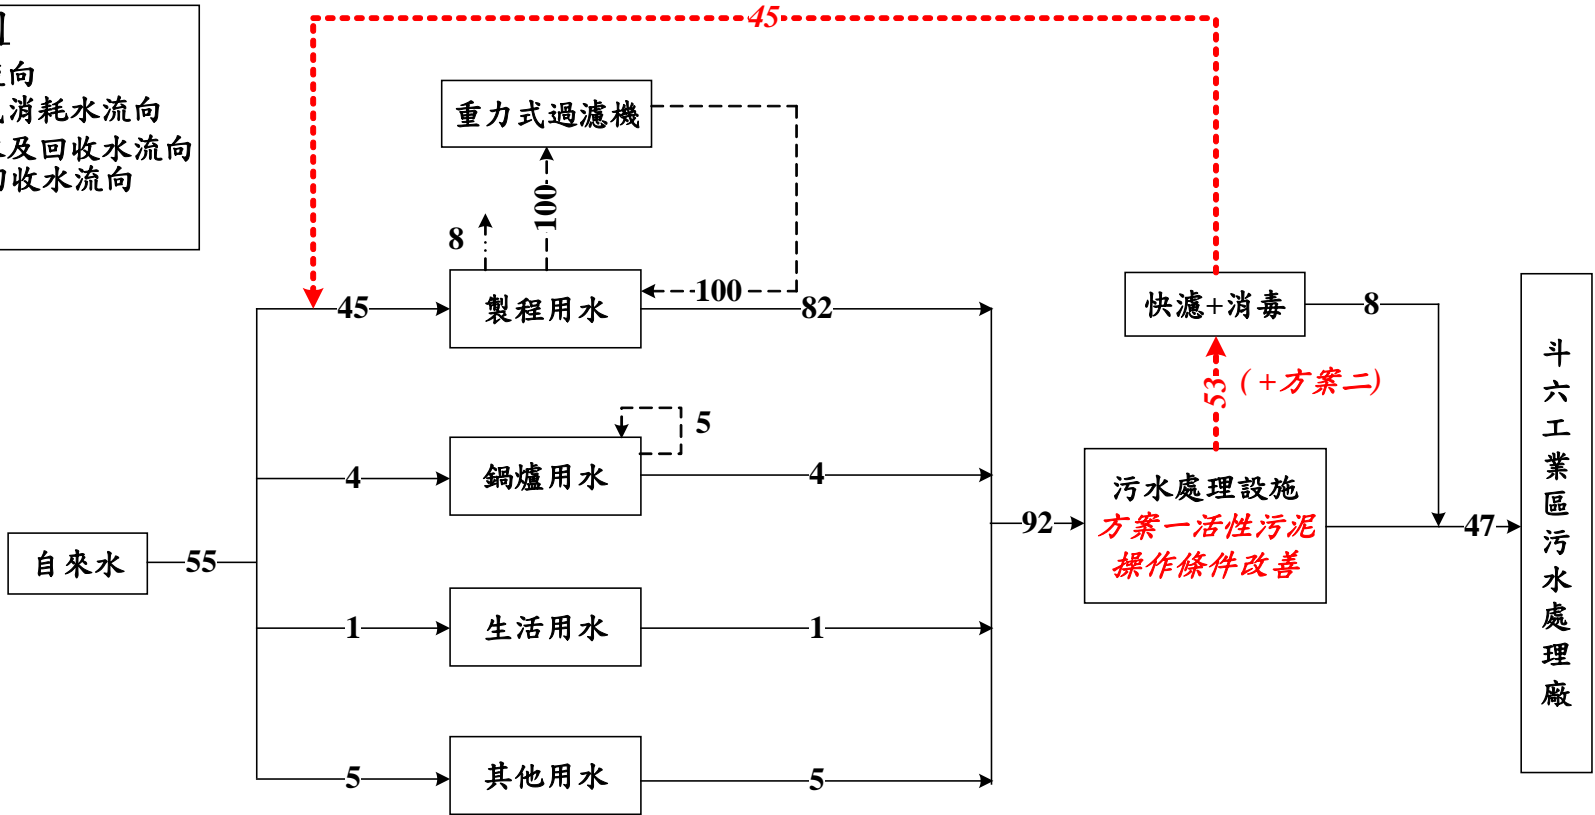 45
向
消耗水流向
及回收水流向
收水流向
重力式過濾機
100
8
100
45
製程用水
82
快濾+消毒
8
53
(+方案二)
5
4
鍋爐用水
4
污水處理設施
方案一活性污泥
操作條件改善
92
47
斗六工業區污水處理廠
自來水
55
1
生活用水
1
5
其他用水
5